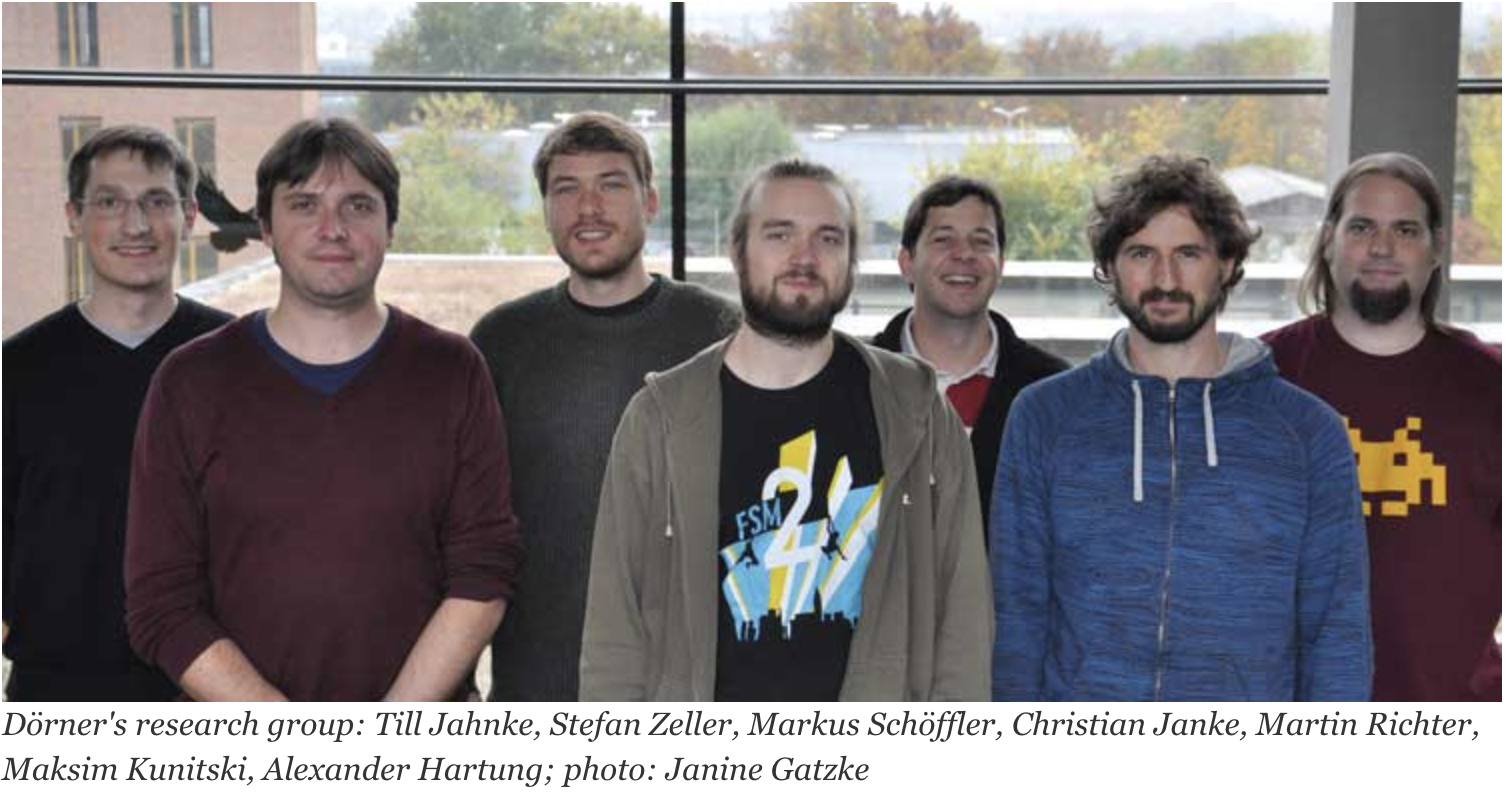 FSM
24
Dörner's research group: Till Jahnke, Stefan Zeller, Markus Schöffler, Christian Janke, Martin Richter,
Maksim Kunitski, Alexander Hartung; photo: Janine Gatzke